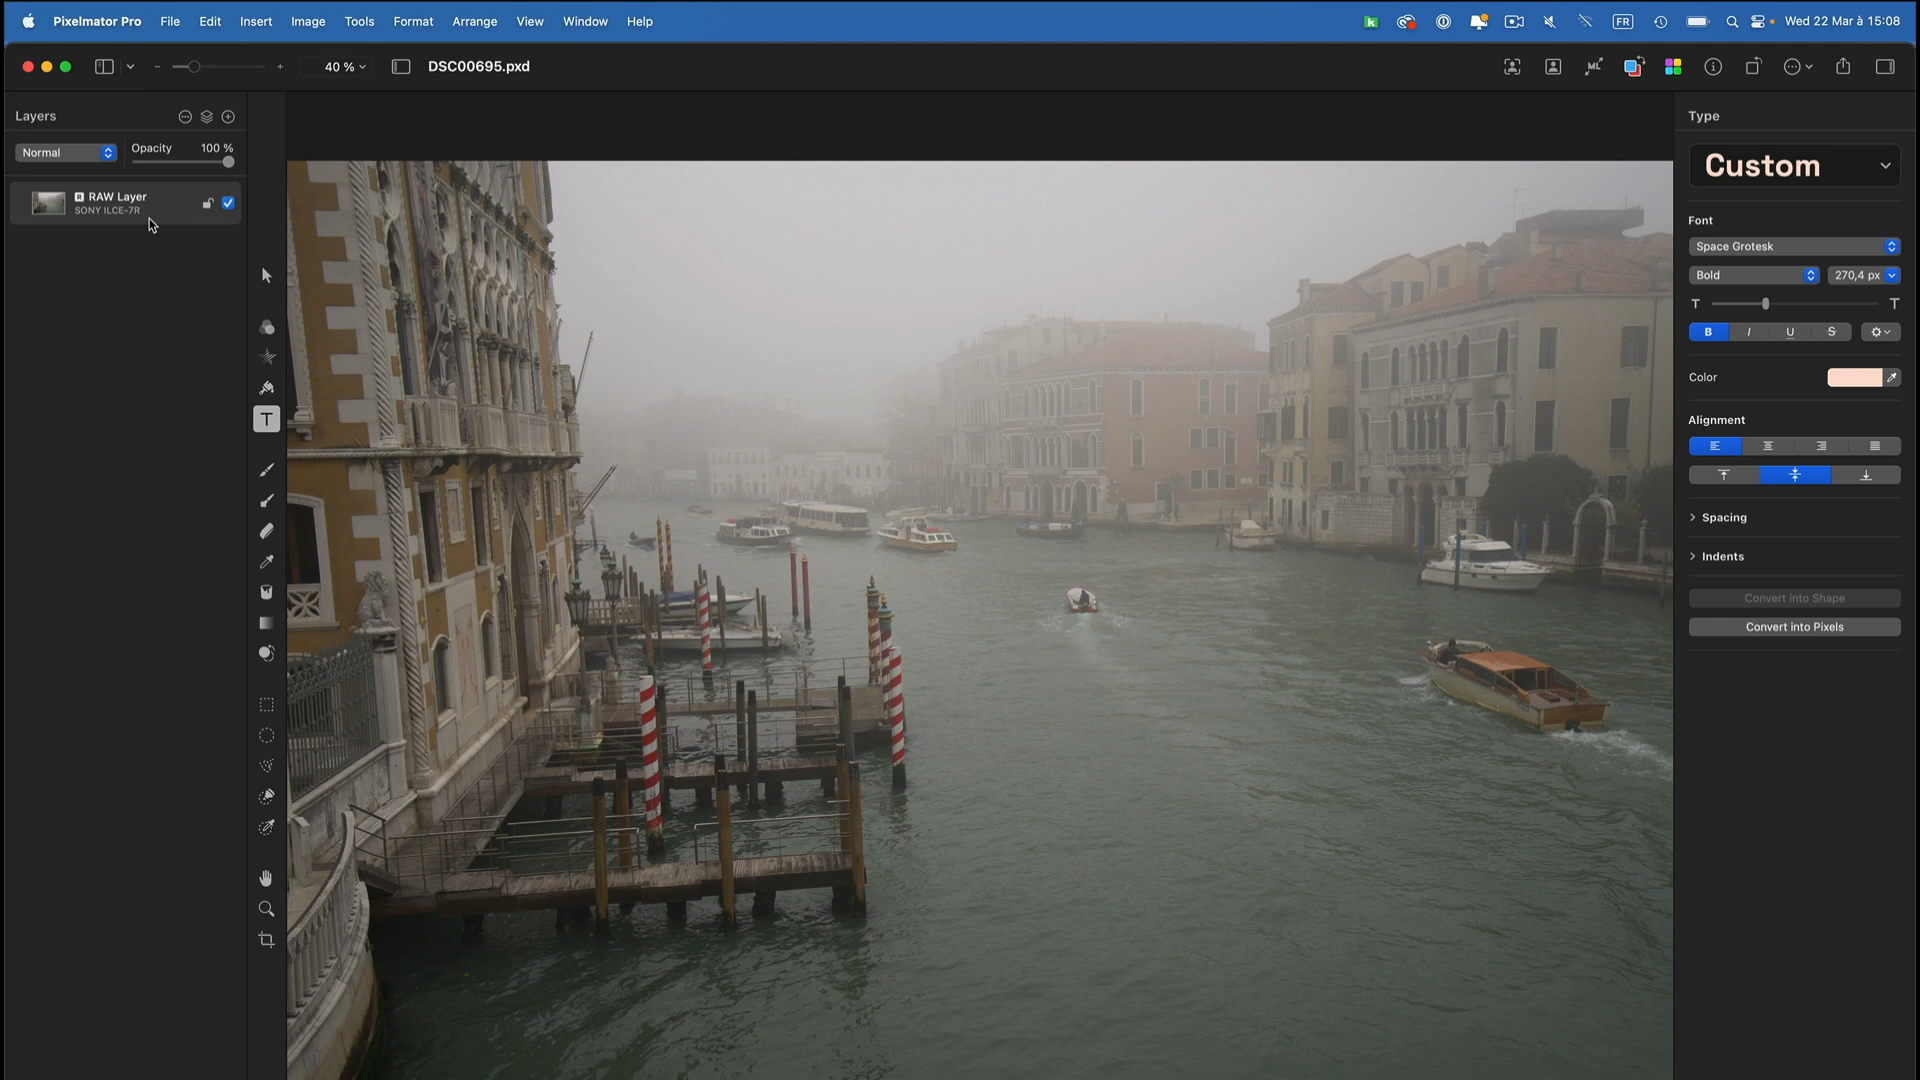 Pixelmator Pro File Edit Insert Image Tools Format Arrange View Window Help FR Wed 22 Mar à 15:08
40 % DSC00695.pxd ML
Layers
Normal Opacity 100 %
RAW Layer
SONY ILCE-7R
T
Type
Custom
Font
Space Grotesk
Bold 270,4 px
T T
B I U S
Color
Alignment
Spacing
Indents
Convert into Shape
Convert into Pixels